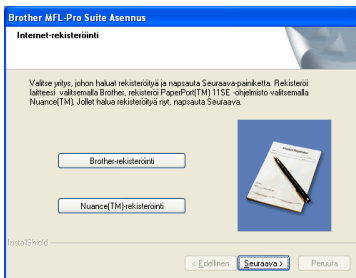 Brother MFL-Pro Suite Asennus
Internet-rekisteröinti
Valitse yritys, johon haluat rekisteröityä ja napsauta Seuraava-painiketta. Rekisteröi
laitteesi valitsemalla Brother, rekisteröi PaperPort(TM) 11SE -ohjelmisto valitsemalla
Nuance(TM). Jollet halua rekisteröityä nyt, napsauta Seuraava.
Brother-rekisteröinti
Nuance(TM)-rekisteröinti
InstallShield
< Edellinen Seuraava > Peruuta